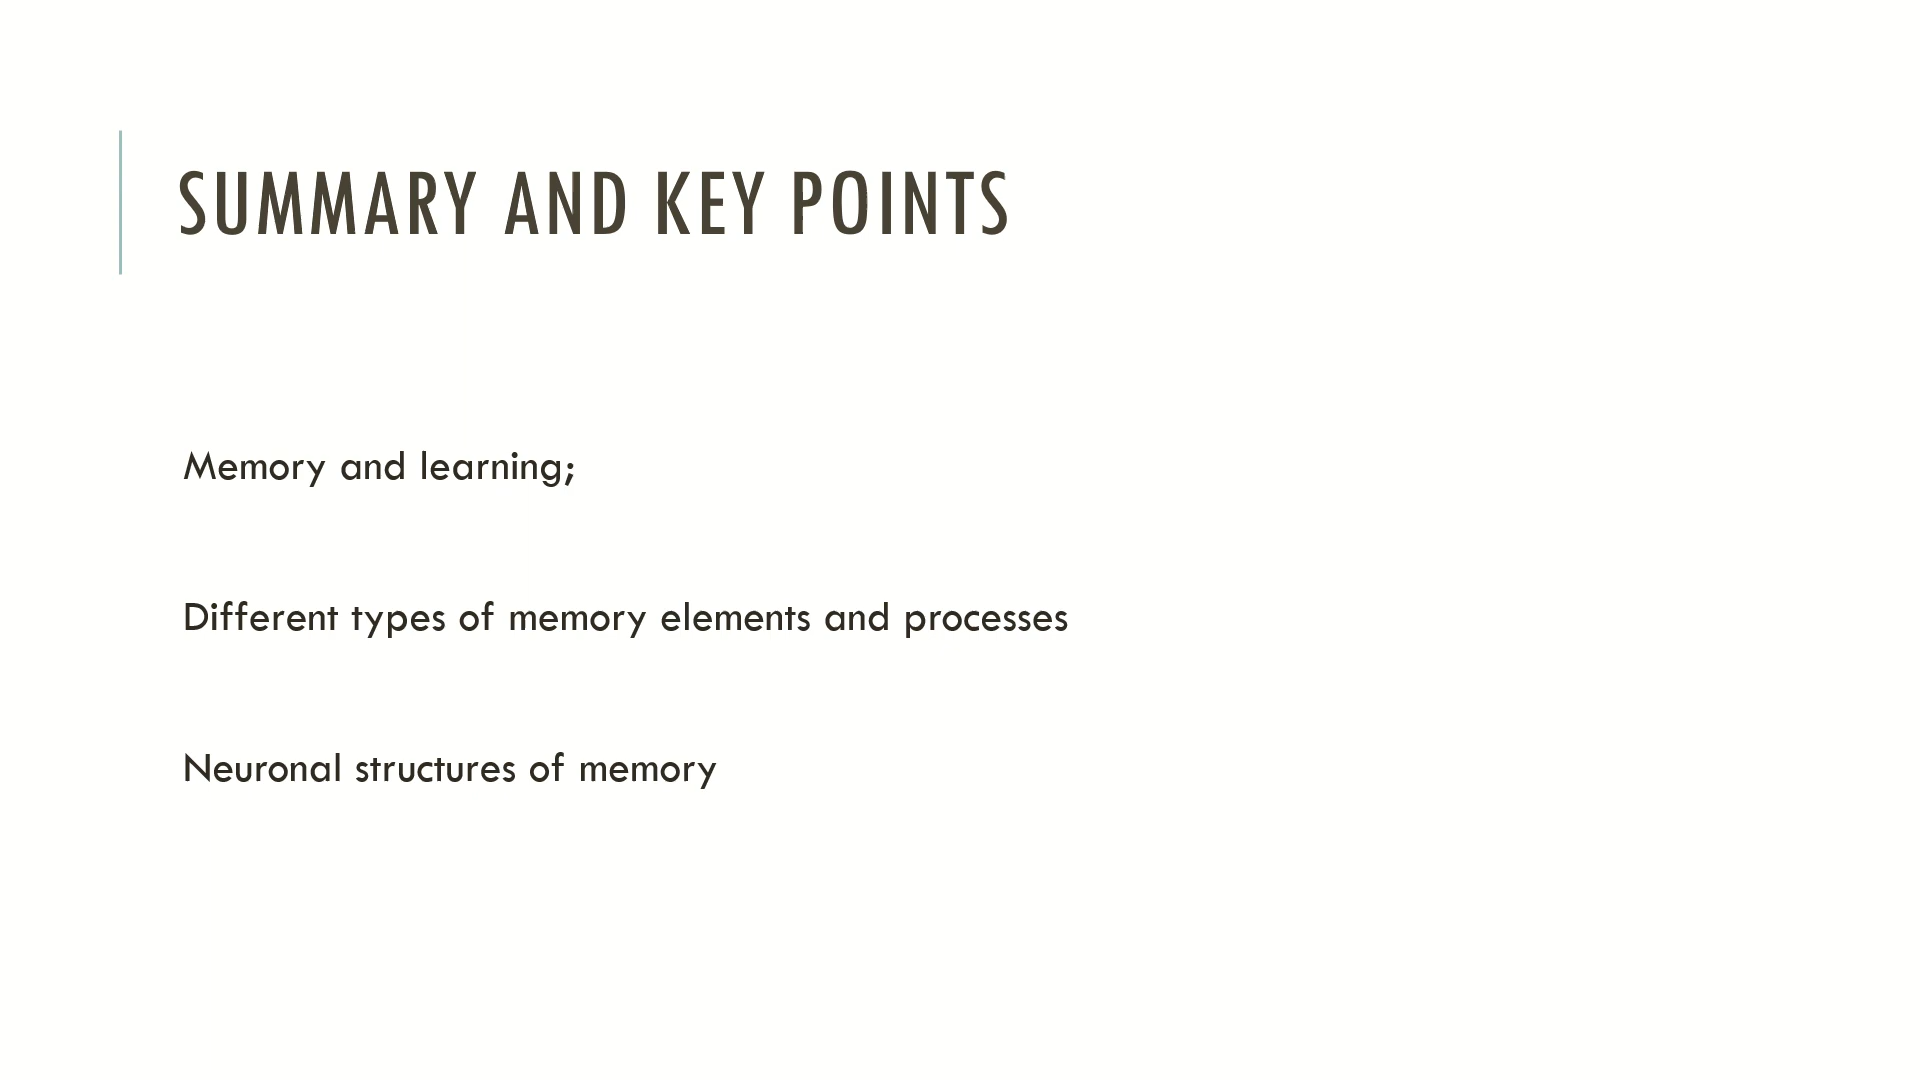 SUMMARY AND KEY POINTS
Memory and learning;
Different types of memory elements and processes
Neuronal structures of memory